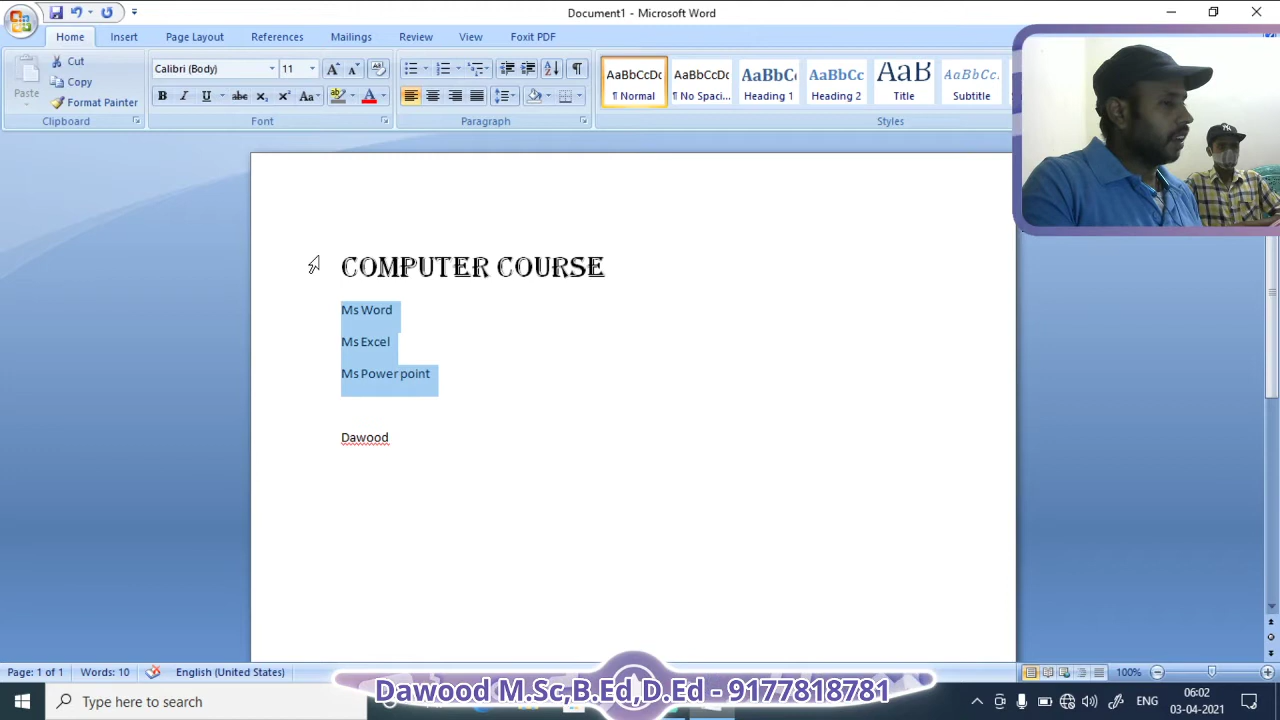 Document1 - Microsoft Word
Home Insert Page Layout References Mailings Review View Foxit PDF
Paste
Cut
Copy
Format Painter
Clipboard
Calibri (Body) 11
Font
Paragraph
AaBbCcDc AaBbCcDc AaBbC AaBbCc AaB AaBbCc.
¶ Normal ¶ No Spaci... Heading 1 Heading 2 Title Subtitle
Styles
COMPUTER COURSE
Ms Word
Ms Excel
Ms Power point
Dawood
Page: 1 of 1 Words: 10 English (United States) 100%
Dawood M.Sc,B.Ed,D.Ed - 9177818781
Type here to search
ENG
06:02
03-04-2021